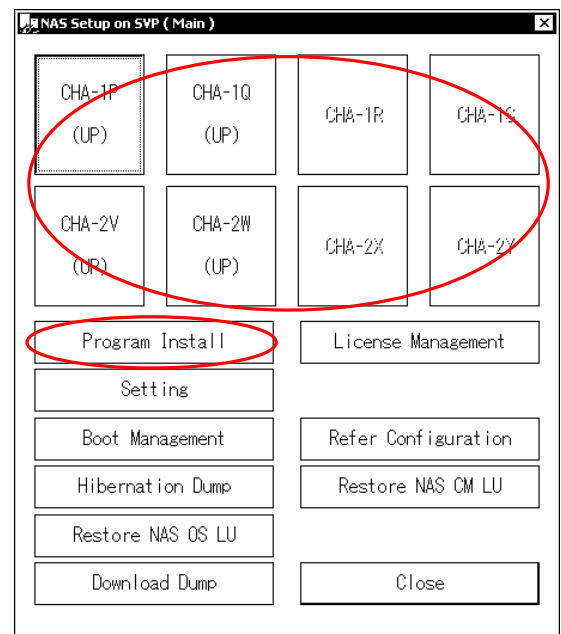 NAS Setup on SVP ( Main )
CHA-1P CHA-1Q CHA-1R CHA-1S
(UP) (UP)
CHA-2V CHA-2W CHA-2X CHA-2Y
(UP) (UP)
Program Install License Management
Setting
Boot Management Refer Configuration
Hibernation Dump Restore NAS CM LU
Restore NAS OS LU
Download Dump Close